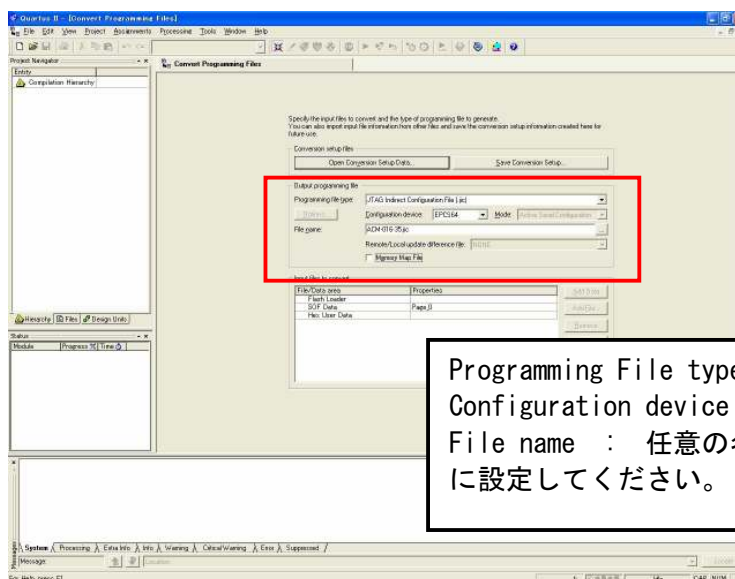 Quartus II - [Convert Programming Files]
File Edit View Project Assignments Processing Tools Window Help
Project Navigator
Entity
Compilation Hierarchy
Hierarchy Files Design Units
Status
Module Progress % Time
Convert Programming Files
Specify the input files to convert and the type of programming file to generate.
You can also import input file information from other files and save the conversion setup information created here for
future use.
Conversion setup files
Open Conversion Setup Data...
Save Conversion Setup...
Output programming file
Programming file type: JTAG Indirect Configuration File (.jic)
Options...
Configuration device: EPCS64
Mode: Active Serial Configuration
File name: ACM-016-35.jic
...
Remote/Local update difference file: NONE
Memory Map File
Input files to convert
File/Data area Properties
Flash Loader
SOF Data Page_0
Hex User Data
Add Data
Add File...
Remove
Programming File type
Configuration device
File name : 任意の
に設定してください。
Messages
System Processing Extra Info Info Warning Critical Warning Error Suppressed
Message:
Location:
Locate
For Help, press F1
CAP NUM